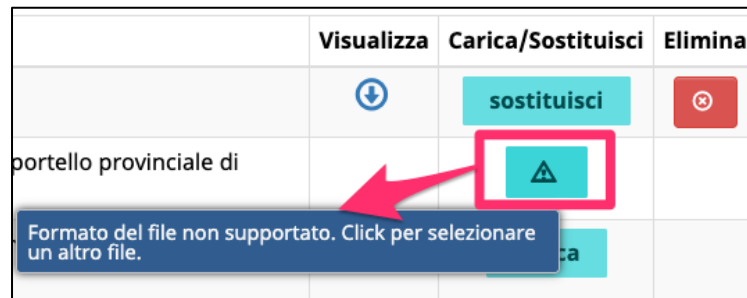 Visualizza Carica/Sostituisci Elimina
sostituisci
portello provinciale di
Formato del file non supportato. Click per selezionare
un altro file.